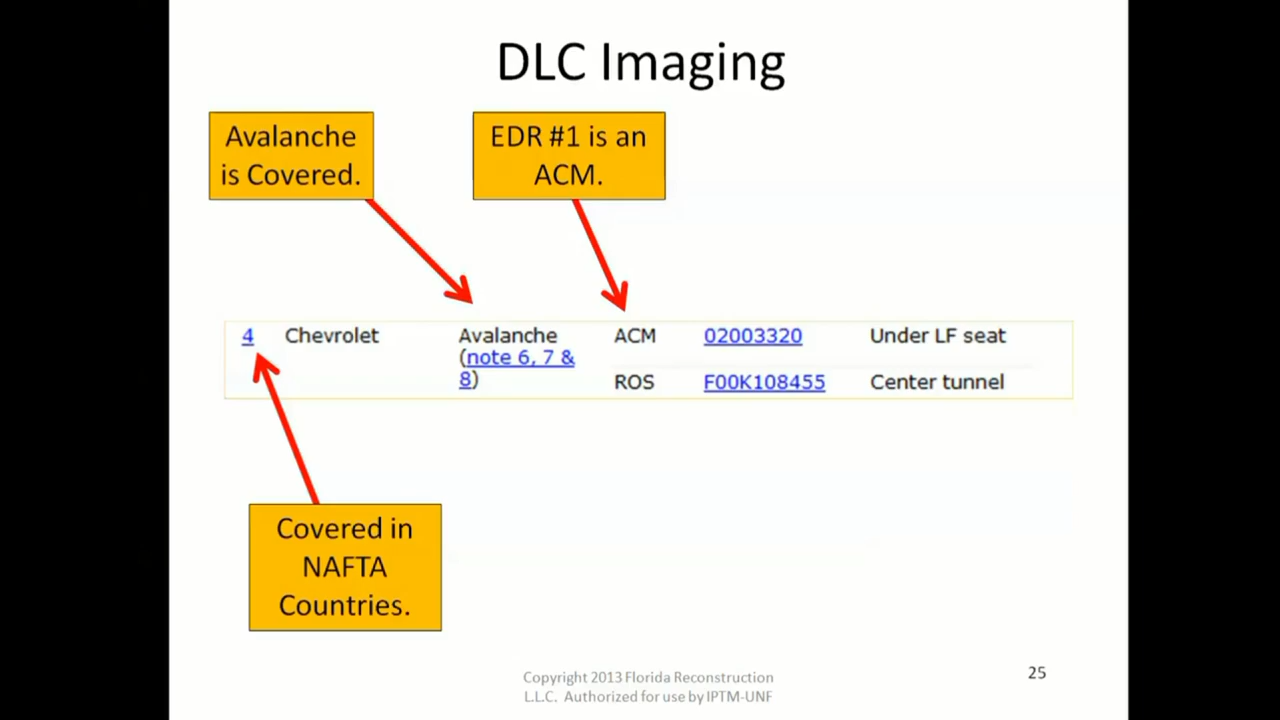 DLC Imaging
Avalanche
is Covered.
EDR #1 is an
ACM.
4 Chevrolet Avalanche ACM 02003320 Under LF seat
(note 6, 7 &
8) ROS F00K108455 Center tunnel
Covered in
NAFTA
Countries.
Copyright 2013 Florida Reconstruction
L.L.C. Authorized for use by IPTM-UNF
25